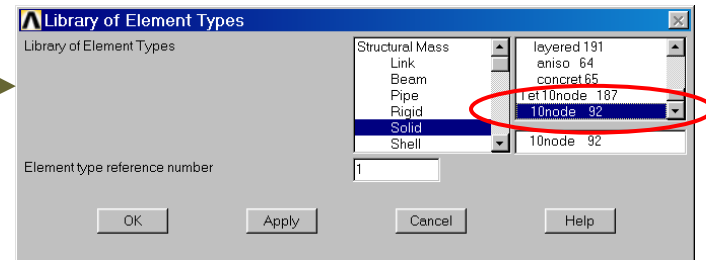 Library of Element Types
Library of Element Types
Structural Mass
Link
Beam
Pipe
Rigid
Solid
Shell
layered 191
aniso 64
concret 65
Tet 10node 187
10node 92
10node 92
Element type reference number
1
OK
Apply
Cancel
Help